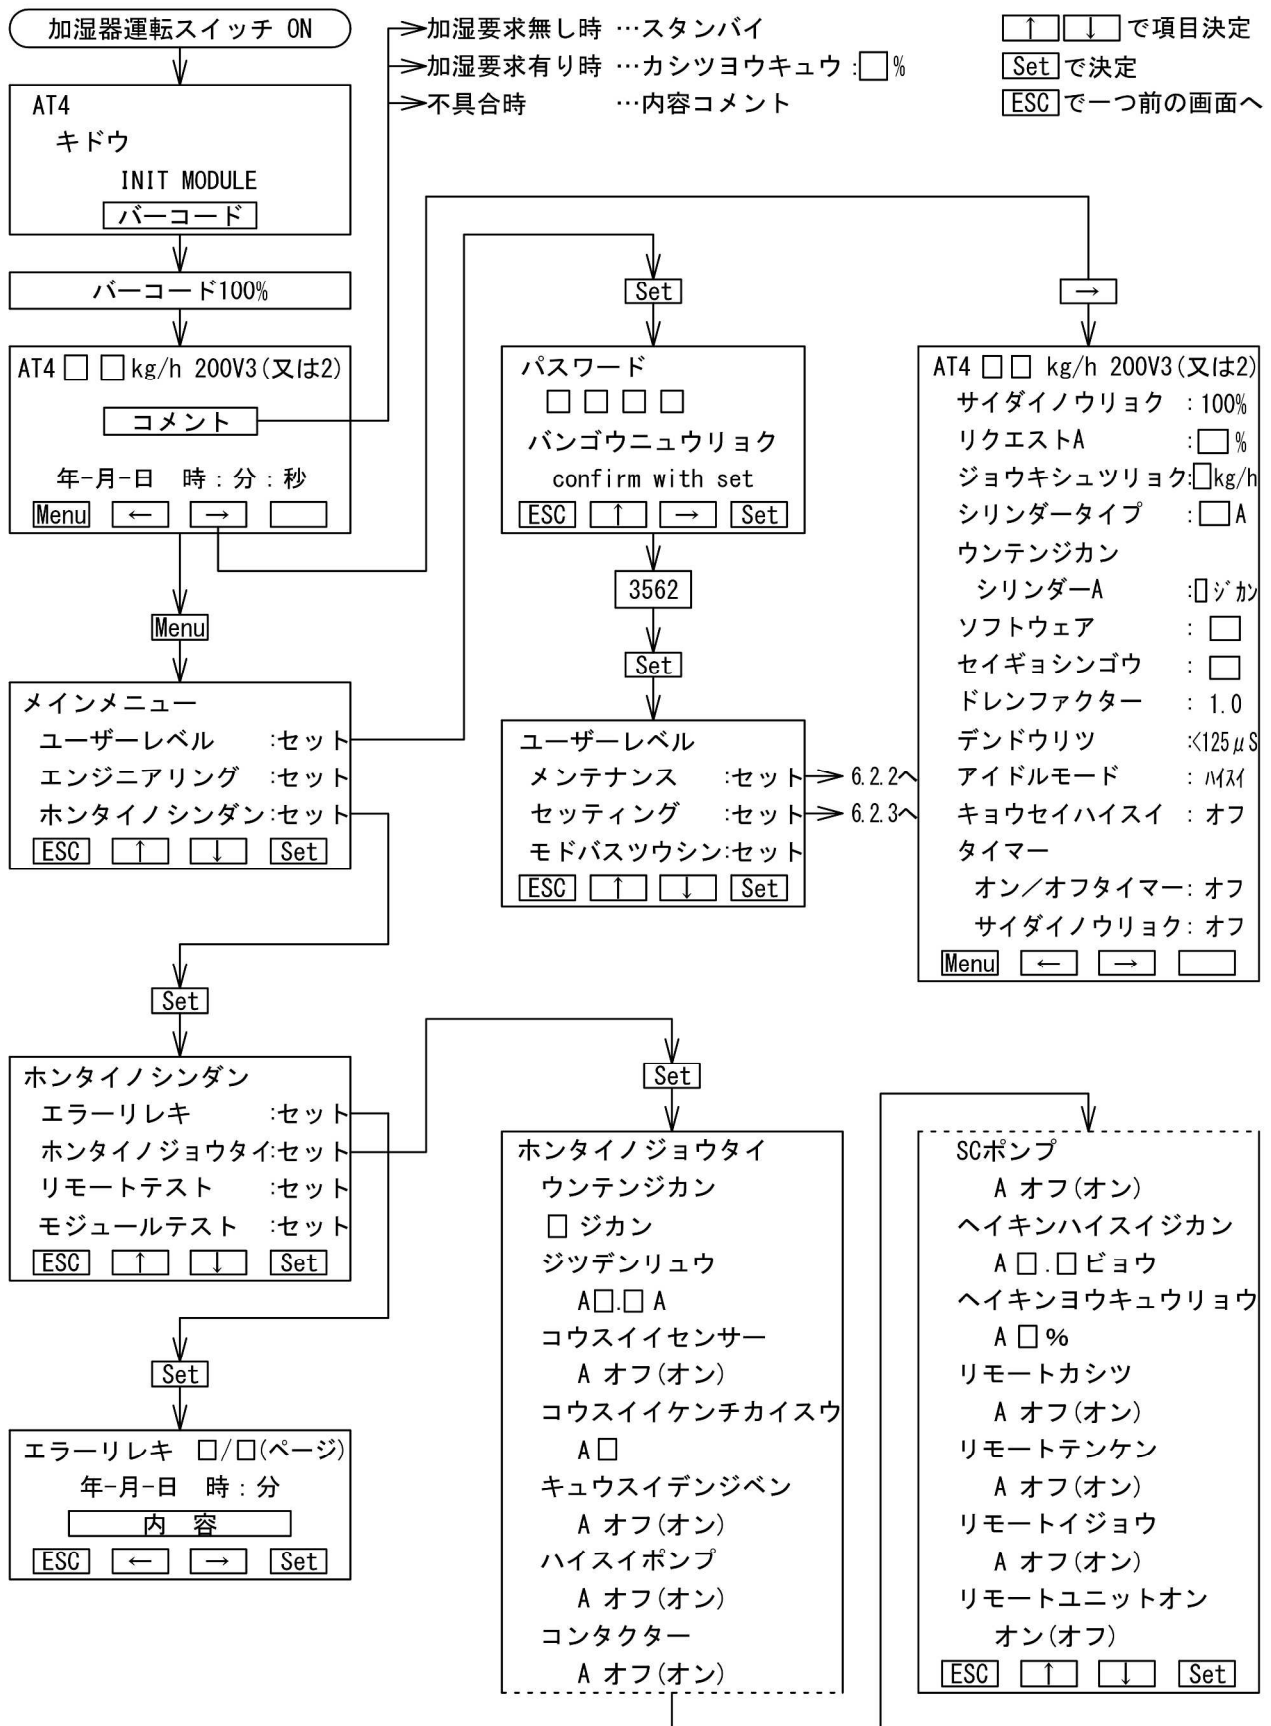 加湿器運転スイッチ ON
AT4
キドウ
INIT MODULE
バーコード
バーコード100%
AT4 □ □ kg/h 200V3(又は2)
コメント
年-月-日 時:分:秒
Menu ← →
加湿要求無し時 …スタンバイ
加湿要求有り時 …カシツヨウキュウ:□%
不具合時 …内容コメント
↑ ↓ で項目決定
Set で決定
ESC で一つ前の画面へ
Menu
メインメニュー
ユーザーレベル :セット
エンジニアリング :セット
ホンタイノシンダン:セット
ESC ↑ ↓ Set
Set
パスワード
□ □ □ □
バンゴウニュウリョク
confirm with set
ESC ↑ → Set
3562
Set
ユーザーレベル
メンテナンス :セット → 6.2.2へ
セッティング :セット → 6.2.3へ
モドバスツウシン:セット
ESC ↑ ↓ Set
→
AT4 □ □ kg/h 200V3(又は2)
サイダイノウリョク :100%
リクエストA :□%
ジョウキシュツリョク:□kg/h
シリンダータイプ :□A
ウンテンジカン
シリンダーA :□ジカン
ソフトウェア :□
セイギョシンゴウ :□
ドレンファクター :1.0
デンドウリツ :<125μS
アイドルモード :ハイスイ
キョウセイハイスイ :オフ
タイマー
オン/オフタイマー:オフ
サイダイノウリョク:オフ
Menu ← →
Set
ホンタイノシンダン
エラーリレキ :セット
ホンタイノジョウタイ:セット
リモートテスト :セット
モジュールテスト :セット
ESC ↑ ↓ Set
Set
エラーリレキ □/□(ページ)
年-月-日 時:分
内 容
ESC ← → Set
Set
ホンタイノジョウタイ
ウンテンジカン
□ ジカン
ジツデンリュウ
A□.□ A
コウスイイセンサー
A オフ(オン)
コウスイイケンチカイスウ
A □
キュウスイデンジベン
A オフ(オン)
ハイスイポンプ
A オフ(オン)
コンタクター
A オフ(オン)
SCポンプ
A オフ(オン)
ヘイキンハイスイジカン
A □.□ビョウ
ヘイキンヨウキュウリョウ
A □%
リモートカシツ
A オフ(オン)
リモートテンケン
A オフ(オン)
リモートイジョウ
A オフ(オン)
リモートユニットオン
オン(オフ)
ESC ↑ ↓ Set